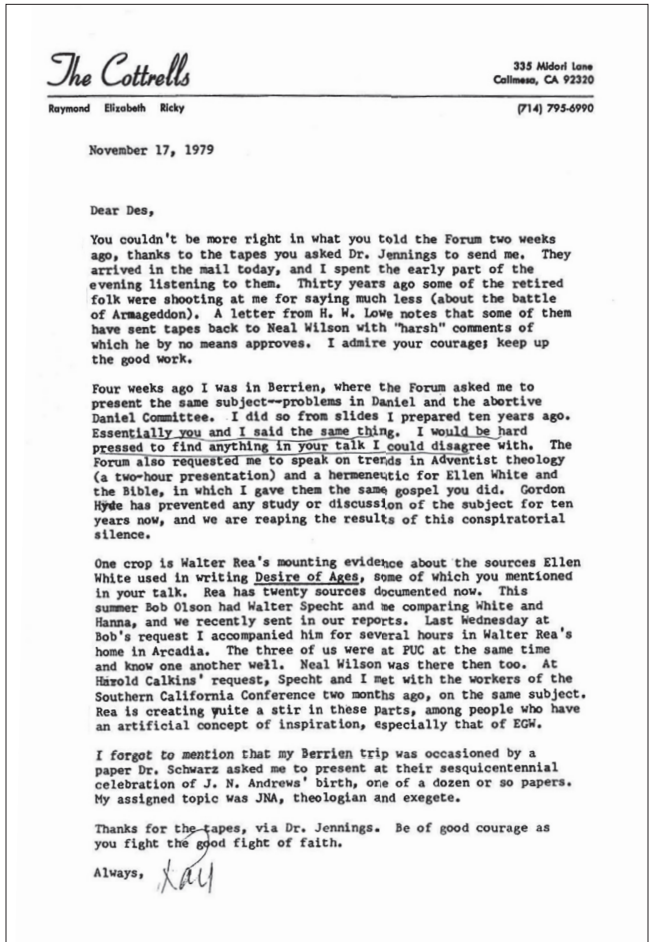 The Cottrells
335 Midori Lane
Calimesa, CA 92320
Raymond Elizabeth Ricky
(714) 795-6990
November 17, 1979
Dear Des,
You couldn't be more right in what you told the Forum two weeks
ago, thanks to the tapes you asked Dr. Jennings to send me. They
arrived in the mail today, and I spent the early part of the
evening listening to them. Thirty years ago some of the retired
folk were shooting at me for saying much less (about the battle
of Armageddon). A letter from H. W. Lowe notes that some of them
have sent tapes back to Neal Wilson with "harsh" comments of
which he by no means approves. I admire your courage; keep up
the good work.
Four weeks ago I was in Berrien, where the Forum asked me to
present the same subject--problems in Daniel and the abortive
Daniel Committee. I did so from slides I prepared ten years ago.
Essentially you and I said the same thing. I would be hard
pressed to find anything in your talk I could disagree with. The
Forum also requested me to speak on trends in Adventist theology
(a two-hour presentation) and a hermeneutic for Ellen White and
the Bible, in which I gave them the same gospel you did. Gordon
Hyde has prevented any study or discussion of the subject for ten
years now, and we are reaping the results of this conspiratorial
silence.
One crop is Walter Rea's mounting evidence about the sources Ellen
White used in writing Desire of Ages, some of which you mentioned
in your talk. Rea has twenty sources documented now. This
summer Bob Olson had Walter Specht and me comparing White and
Hanna, and we recently sent in our reports. Last Wednesday at
Bob's request I accompanied him for several hours in Walter Rea's
home in Arcadia. The three of us were at PUC at the same time
and know one another well. Neal Wilson was there then too. At
Harold Calkins' request, Specht and I met with the workers of the
Southern California Conference two months ago, on the same subject.
Rea is creating quite a stir in these parts, among people who have
an artificial concept of inspiration, especially that of EGW.
I forgot to mention that my Berrien trip was occasioned by a
paper Dr. Schwarz asked me to present at their sesquicentennial
celebration of J. N. Andrews' birth, one of a dozen or so papers.
My assigned topic was JNA, theologian and exegete.
Thanks for the tapes, via Dr. Jennings. Be of good courage as
you fight the good fight of faith.
Always, Ray